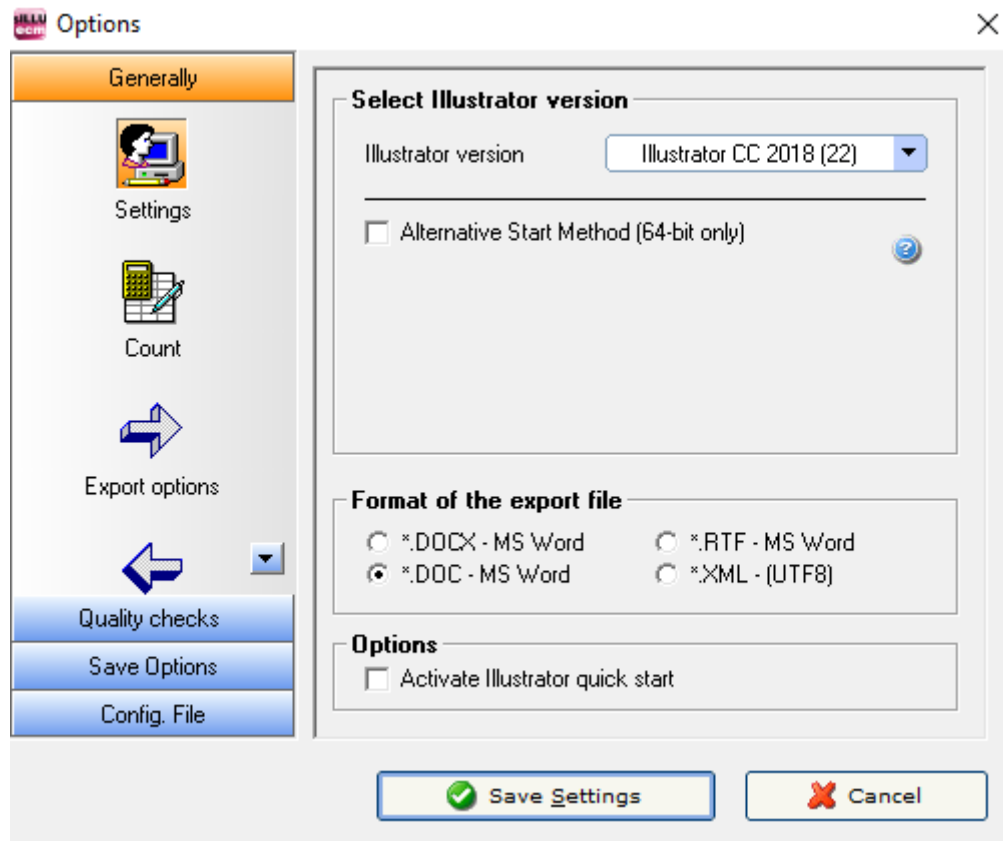 Options
Generally
Settings
Count
Export options
Quality checks
Save Options
Config. File
Select Illustrator version
Illustrator version
Illustrator CC 2018 (22)
Alternative Start Method (64-bit only)
Format of the export file
*.DOCX - MS Word
*.RTF - MS Word
*.DOC - MS Word
*.XML - (UTF8)
Options
Activate Illustrator quick start
Save Settings
Cancel